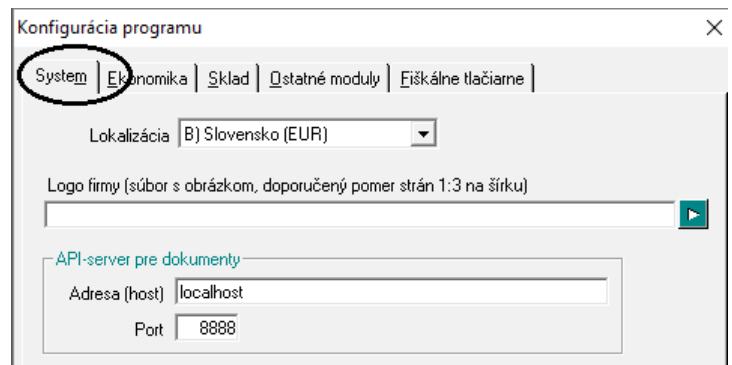 Konfigurácia programu
System Ekonomika Sklad Ostatné moduly Fiškálne tlačiarne
Lokalizácia B) Slovensko (EUR)
Logo firmy (súbor s obrázkom, doporučený pomer strán 1:3 na šírku)
API-server pre dokumenty
Adresa (host) localhost
Port 8888